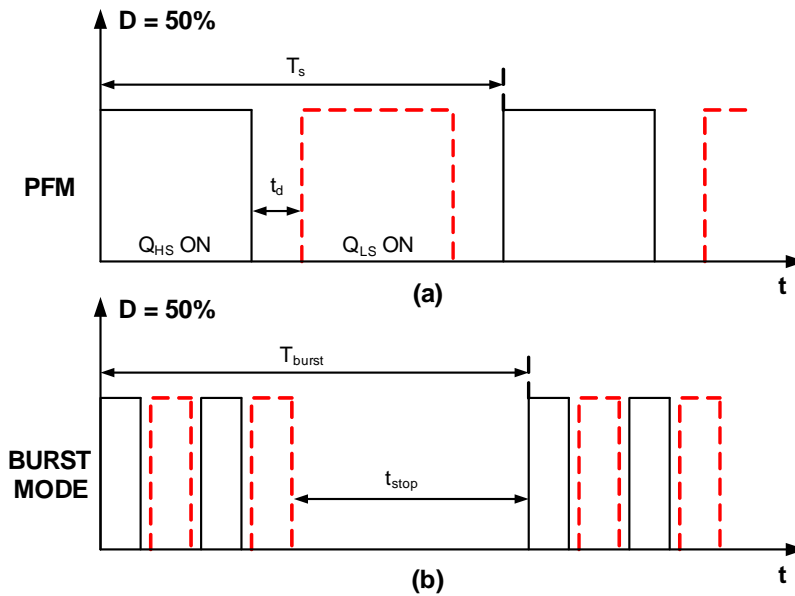 D = 50%
Ts
PFM
td
QHS ON
QLS ON
(a)
t
D = 50%
Tburst
BURST
MODE
tstop
(b)
t